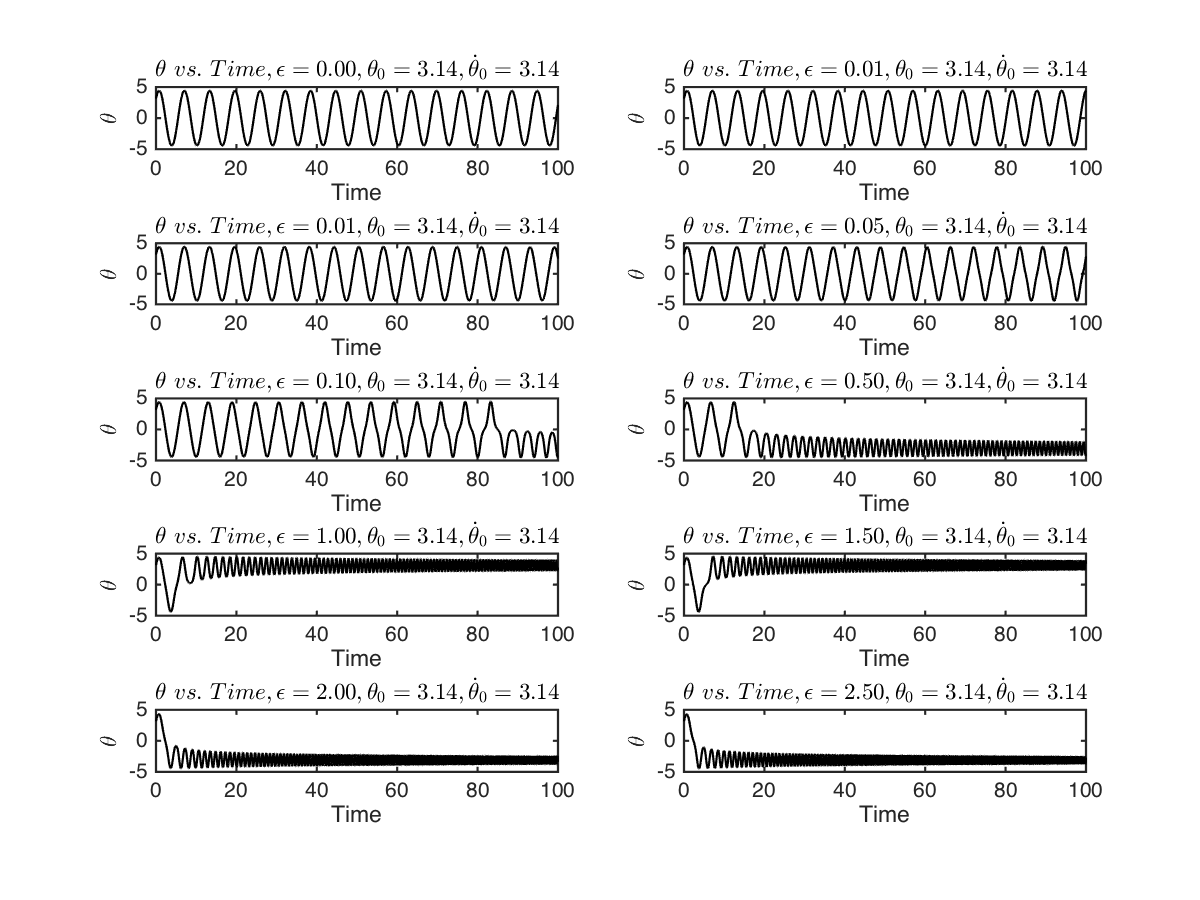 θ vs. Time, ϵ = 0.00, θ₀ = 3.14, θ̇₀ = 3.14
5
0
-5
θ
0 20 40 60 80 100
Time
θ vs. Time, ϵ = 0.01, θ₀ = 3.14, θ̇₀ = 3.14
5
0
-5
θ
0 20 40 60 80 100
Time
θ vs. Time, ϵ = 0.01, θ₀ = 3.14, θ̇₀ = 3.14
5
0
-5
θ
0 20 40 60 80 100
Time
θ vs. Time, ϵ = 0.05, θ₀ = 3.14, θ̇₀ = 3.14
5
0
-5
θ
0 20 40 60 80 100
Time
θ vs. Time, ϵ = 0.10, θ₀ = 3.14, θ̇₀ = 3.14
5
0
-5
θ
0 20 40 60 80 100
Time
θ vs. Time, ϵ = 0.50, θ₀ = 3.14, θ̇₀ = 3.14
5
0
-5
θ
0 20 40 60 80 100
Time
θ vs. Time, ϵ = 1.00, θ₀ = 3.14, θ̇₀ = 3.14
5
0
-5
θ
0 20 40 60 80 100
Time
θ vs. Time, ϵ = 1.50, θ₀ = 3.14, θ̇₀ = 3.14
5
0
-5
θ
0 20 40 60 80 100
Time
θ vs. Time, ϵ = 2.00, θ₀ = 3.14, θ̇₀ = 3.14
5
0
-5
θ
0 20 40 60 80 100
Time
θ vs. Time, ϵ = 2.50, θ₀ = 3.14, θ̇₀ = 3.14
5
0
-5
θ
0 20 40 60 80 100
Time